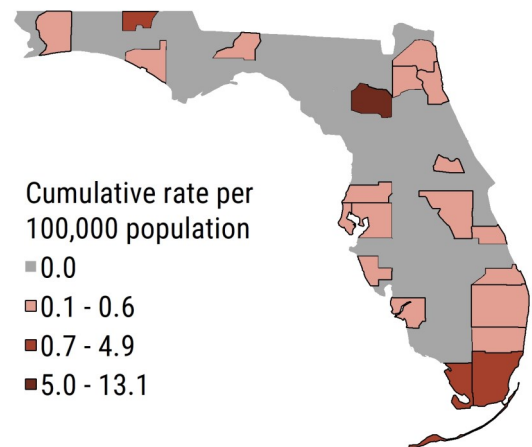 Cumulative rate per
100,000 population
0.0
0.1 - 0.6
0.7 - 4.9
5.0 - 13.1